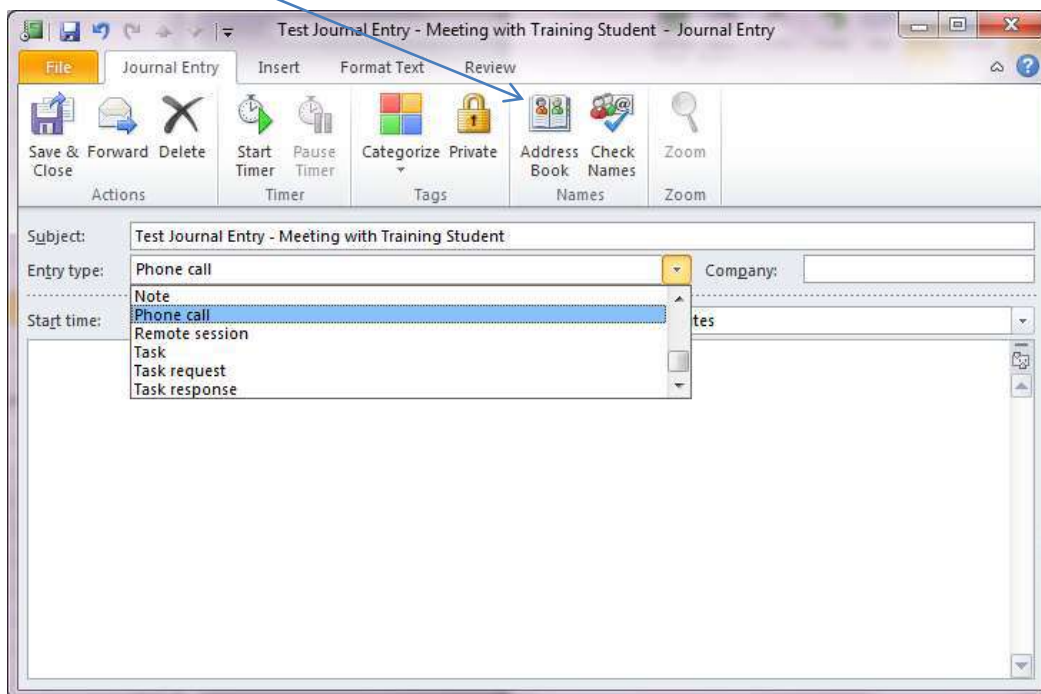 Test Journal Entry - Meeting with Training Student - Journal Entry
File Journal Entry Insert Format Text Review
Save & Close Forward Delete Start Timer Pause Timer Categorize Private Address Book Check Names Zoom
Actions Timer Tags Names Zoom
Subject: Test Journal Entry - Meeting with Training Student
Entry type: Phone call Company:
Note
Start time: Phone call tes
Remote session
Task
Task request
Task response